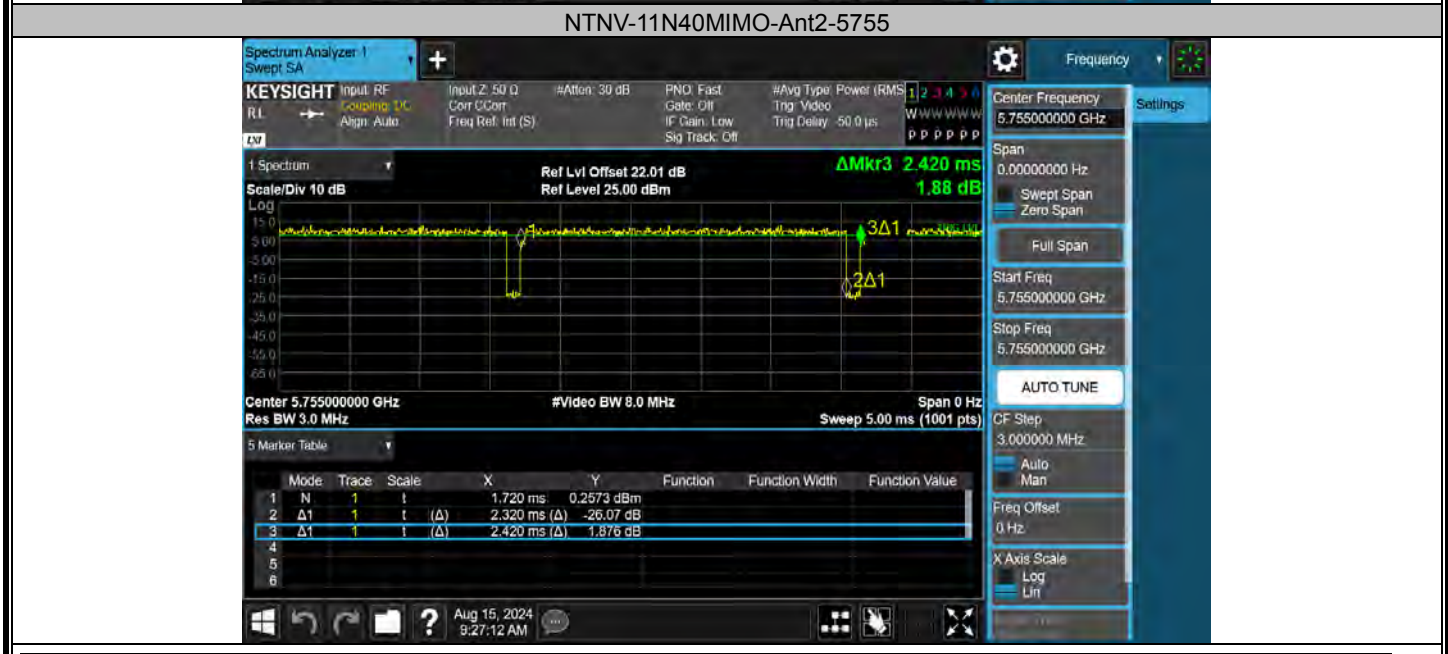 NTNV-11N40MIMO-Ant2-5755
Spectrum Analyzer 1
Swept SA
+
Frequency
KEYSIGHT
RL
LXI
Input: RF
Coupling: DC
Align: Auto
Input Z: 50 Ω
Corr CCorr
Freq Ref: Int (S)
#Atten: 30 dB
PNO: Fast
Gate: Off
IF Gain: Low
Sig Track: Off
#Avg Type: Power (RMS
Trig: Video
Trig Delay: -50.0 µs
1 2 3 4 5 6
W W W W W W
P P P P P P
Center Frequency
5.755000000 GHz
Settings
Span
0.00000000 Hz
Swept Span
Zero Span
Full Span
Start Freq
5.755000000 GHz
Stop Freq
5.755000000 GHz
AUTO TUNE
CF Step
3.000000 MHz
Auto
Man
Freq Offset
0 Hz
X Axis Scale
Log
Lin
1 Spectrum
Scale/Div 10 dB
Log
Ref Lvl Offset 22.01 dB
Ref Level 25.00 dBm
ΔMkr3 2.420 ms
1.88 dB
15.0
5.00
-5.00
-15.0
-25.0
-35.0
-45.0
-55.0
-65.0
1
3Δ1
2Δ1
Center 5.755000000 GHz
Res BW 3.0 MHz
#Video BW 8.0 MHz
Span 0 Hz
Sweep 5.00 ms (1001 pts)
5 Marker Table
Mode Trace Scale X Y Function Function Width Function Value
1 N 1 t 1.720 ms 0.2573 dBm
2 Δ1 1 t (Δ) 2.320 ms (Δ) -26.07 dB
3 Δ1 1 t (Δ) 2.420 ms (Δ) 1.876 dB
4
5
6
?
Aug 15, 2024
9:27:12 AM